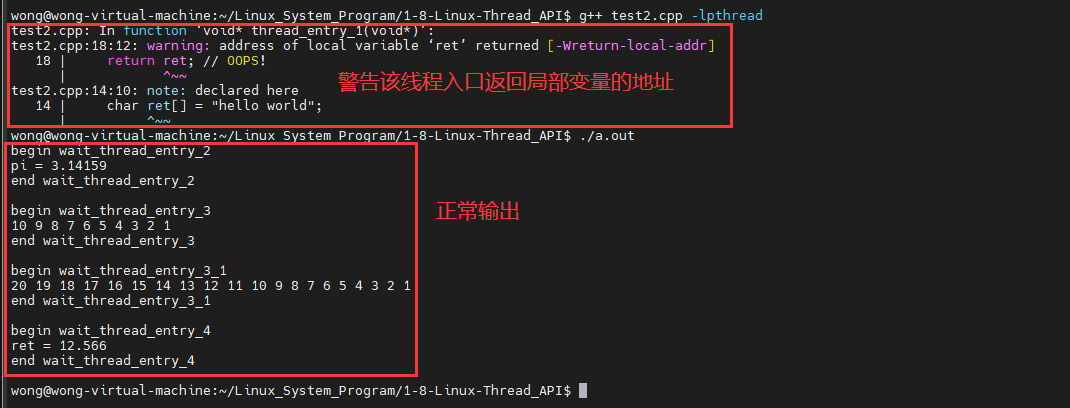 wong@wong-virtual-machine:~/Linux_System_Program/1-8-Linux-Thread_API$ g++ test2.cpp -lpthread
test2.cpp: In function ‘void* thread_entry_1(void*)’:
test2.cpp:18:12: warning: address of local variable ‘ret’ returned [-Wreturn-local-addr]
18 |     return ret; // OOPS!
|            ^~~
警告该线程入口返回局部变量的地址
test2.cpp:14:10: note: declared here
14 |     char ret[] = "hello world";
|          ^~~
wong@wong-virtual-machine:~/Linux_System_Program/1-8-Linux-Thread_API$ ./a.out
begin wait_thread_entry_2
pi = 3.14159
end wait_thread_entry_2
begin wait_thread_entry_3
正常输出
10 9 8 7 6 5 4 3 2 1
end wait_thread_entry_3
begin wait_thread_entry_3_1
20 19 18 17 16 15 14 13 12 11 10 9 8 7 6 5 4 3 2 1
end wait_thread_entry_3_1
begin wait_thread_entry_4
ret = 12.566
end wait_thread_entry_4
wong@wong-virtual-machine:~/Linux_System_Program/1-8-Linux-Thread_API$